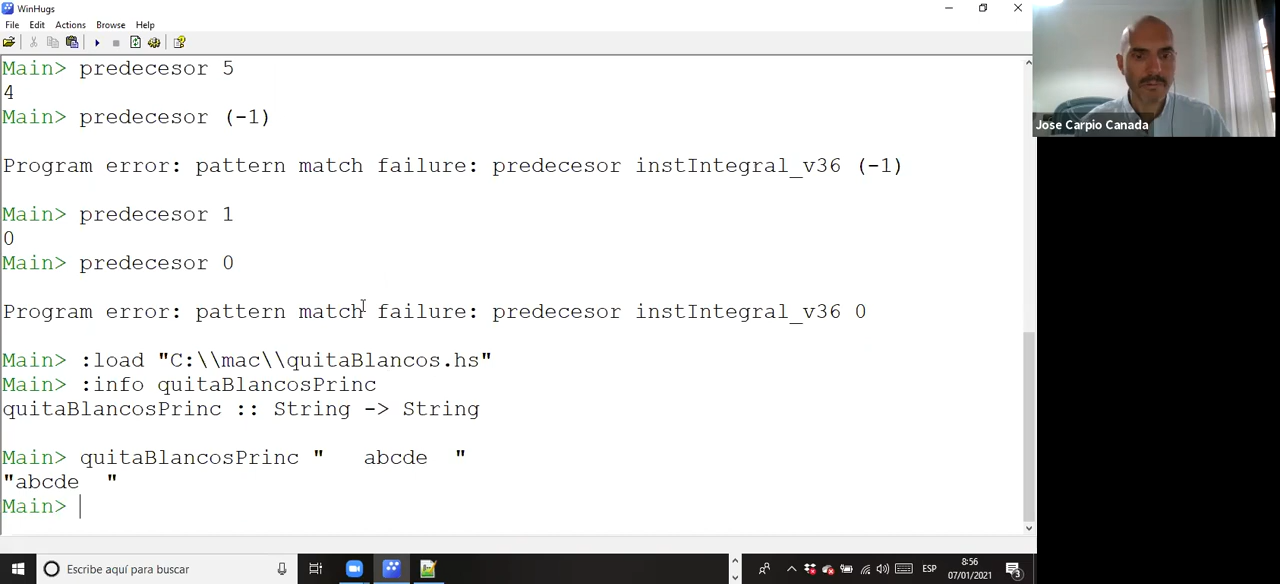 WinHugs
File Edit Actions Browse Help
Main> predecesor 5
4
Main> predecesor (-1)
Program error: pattern match failure: predecesor instIntegral_v36 (-1)
Main> predecesor 1
0
Main> predecesor 0
Program error: pattern match failure: predecesor instIntegral_v36 0
Main> :load "C:\\mac\\quitaBlancos.hs"
Main> :info quitaBlancosPrinc
quitaBlancosPrinc :: String -> String
Main> quitaBlancosPrinc "   abcde  "
"abcde  "
Main>
Jose Carpio Canada
Escribe aquí para buscar
ESP
8:56
07/01/2021
3